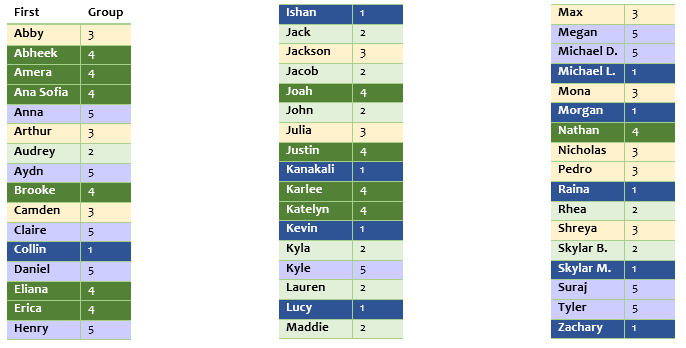 First Group
Abby 3
Abheek 4
Amera 4
Ana Sofia 4
Anna 5
Arthur 3
Audrey 2
Aydn 5
Brooke 4
Camden 3
Claire 5
Collin 1
Daniel 5
Eliana 4
Erica 4
Henry 5
Ishan 1
Jack 2
Jackson 3
Jacob 2
Joah 4
John 2
Julia 3
Justin 4
Kanakali 1
Karlee 4
Katelyn 4
Kevin 1
Kyla 2
Kyle 5
Lauren 2
Lucy 1
Maddie 2
Max 3
Megan 5
Michael D. 5
Michael L. 1
Mona 3
Morgan 1
Nathan 4
Nicholas 3
Pedro 3
Raina 1
Rhea 2
Shreya 3
Skylar B. 2
Skylar M. 1
Suraj 5
Tyler 5
Zachary 1